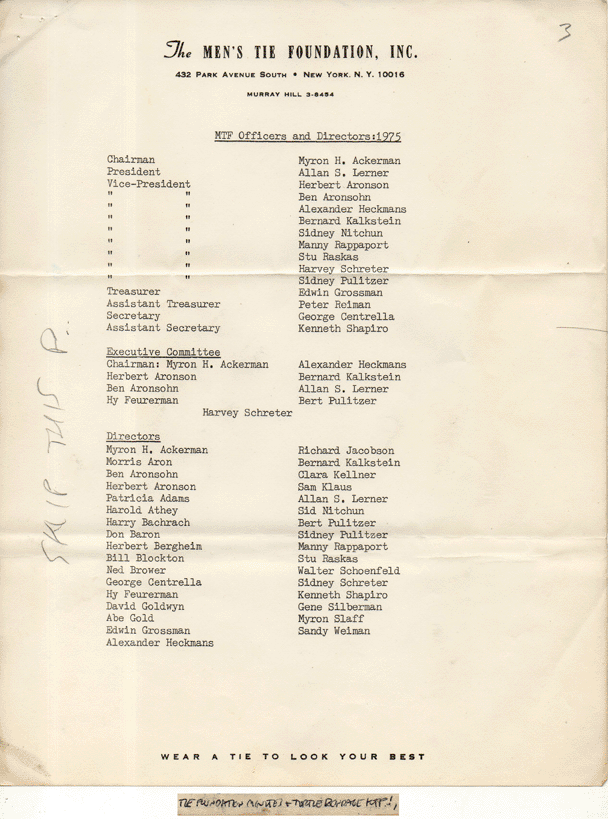 The MEN'S TIE FOUNDATION, INC.
432 PARK AVENUE SOUTH • NEW YORK, N. Y. 10016
MURRAY HILL 3-8454
3
MTF Officers and Directors:1975
Chairman Myron H. Ackerman
President Allan S. Lerner
Vice-President Herbert Aronson
" " Ben Aronsohn
" " Alexander Heckmans
" " Bernard Kalkstein
" " Sidney Nitchun
" " Manny Rappaport
" " Stu Raskas
" " Harvey Schreter
" " Sidney Pulitzer
Treasurer Edwin Grossman
Assistant Treasurer Peter Reiman
Secretary George Centrella
Assistant Secretary Kenneth Shapiro
Executive Committee
Chairman: Myron H. Ackerman Alexander Heckmans
Herbert Aronson Bernard Kalkstein
Ben Aronsohn Allan S. Lerner
Hy Feurerman Bert Pulitzer
Harvey Schreter
Directors
Myron H. Ackerman Richard Jacobson
Morris Aron Bernard Kalkstein
Ben Aronsohn Clara Kellner
Herbert Aronson Sam Klaus
Patricia Adams Allan S. Lerner
Harold Athey Sid Nitchun
Harry Bachrach Bert Pulitzer
Don Baron Sidney Pulitzer
Herbert Bergheim Manny Rappaport
Bill Blockton Stu Raskas
Ned Brower Walter Schoenfeld
George Centrella Sidney Schreter
Hy Feurerman Kenneth Shapiro
David Goldwyn Gene Silberman
Abe Gold Myron Slaff
Edwin Grossman Sandy Weiman
Alexander Heckmans
SKIP THIS P.
WEAR A TIE TO LOOK YOUR BEST
TIE FOUNDATION